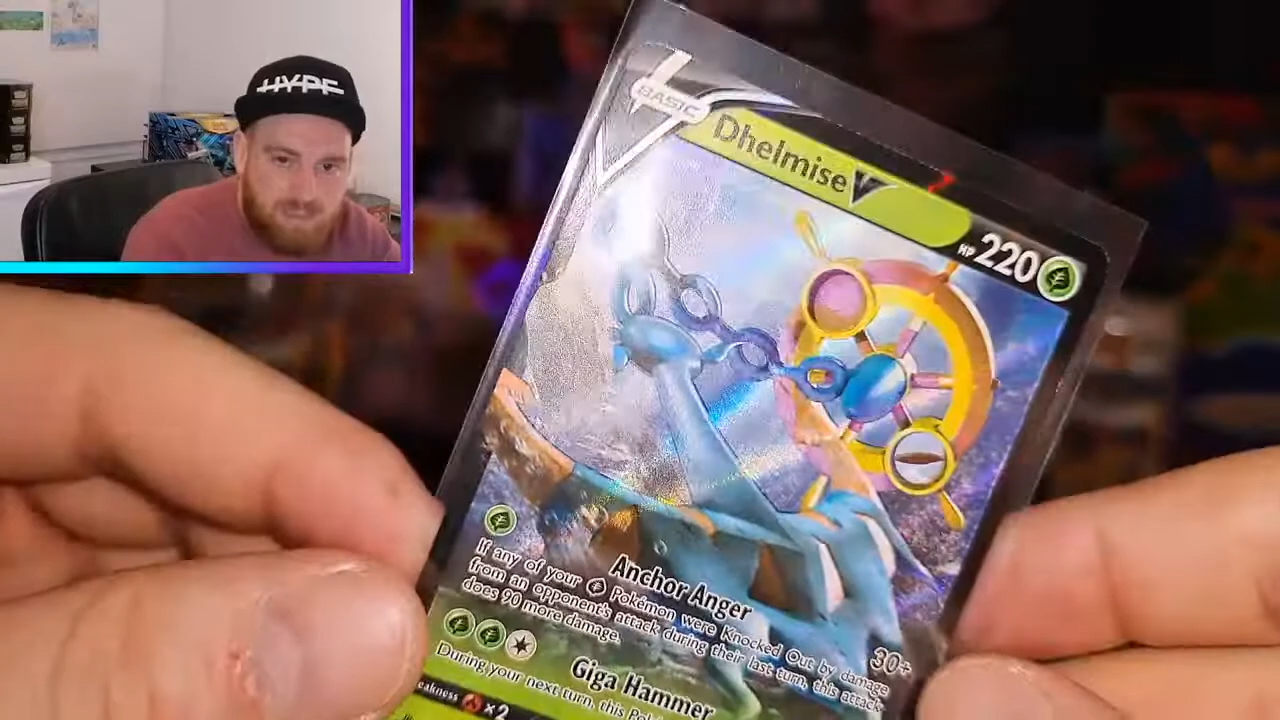 HYPE
BASIC
Dhelmise V
HP 220
Anchor Anger
30+
If any of your Pokémon were Knocked Out by damage
from an opponent's attack during their last turn, this attack
does 90 more damage.
Giga Hammer
During your next turn, this
eakness ×2